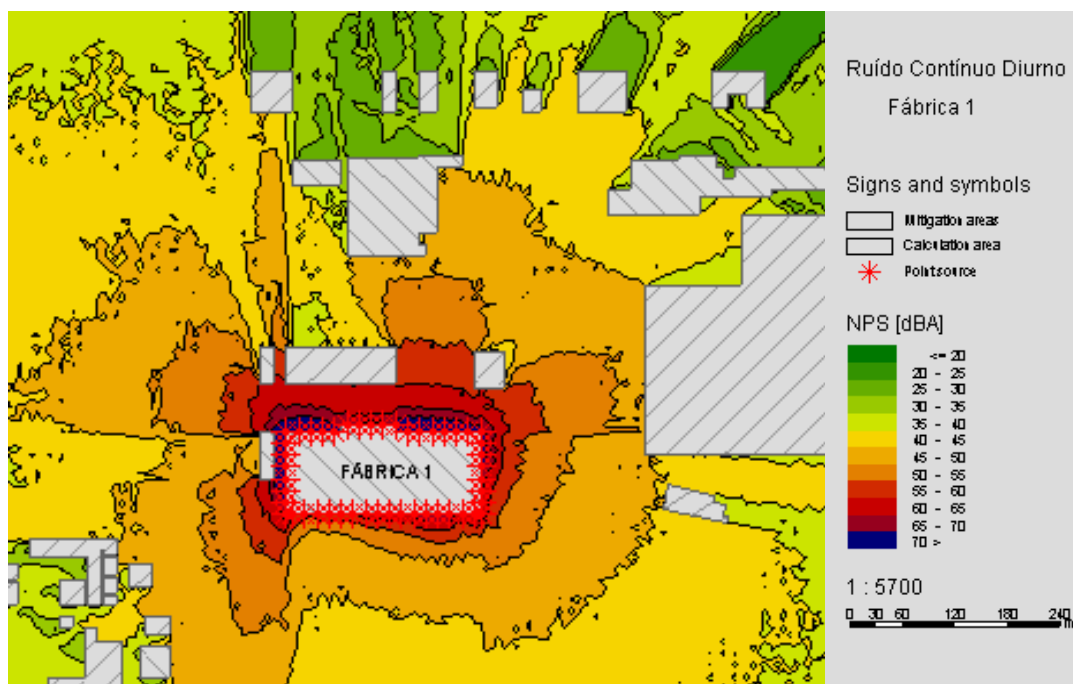 Ruído Contínuo Diurno
Fábrica 1
Signs and symbols
Mitigation areas
Calculation area
Point source
NPS [dBA]
<= 20
20 - 25
25 - 30
30 - 35
35 - 40
40 - 45
45 - 50
50 - 55
55 - 60
60 - 65
65 - 70
70 >
1 : 5700
0 30 60 120 180 240
m
FÁBRICA 1